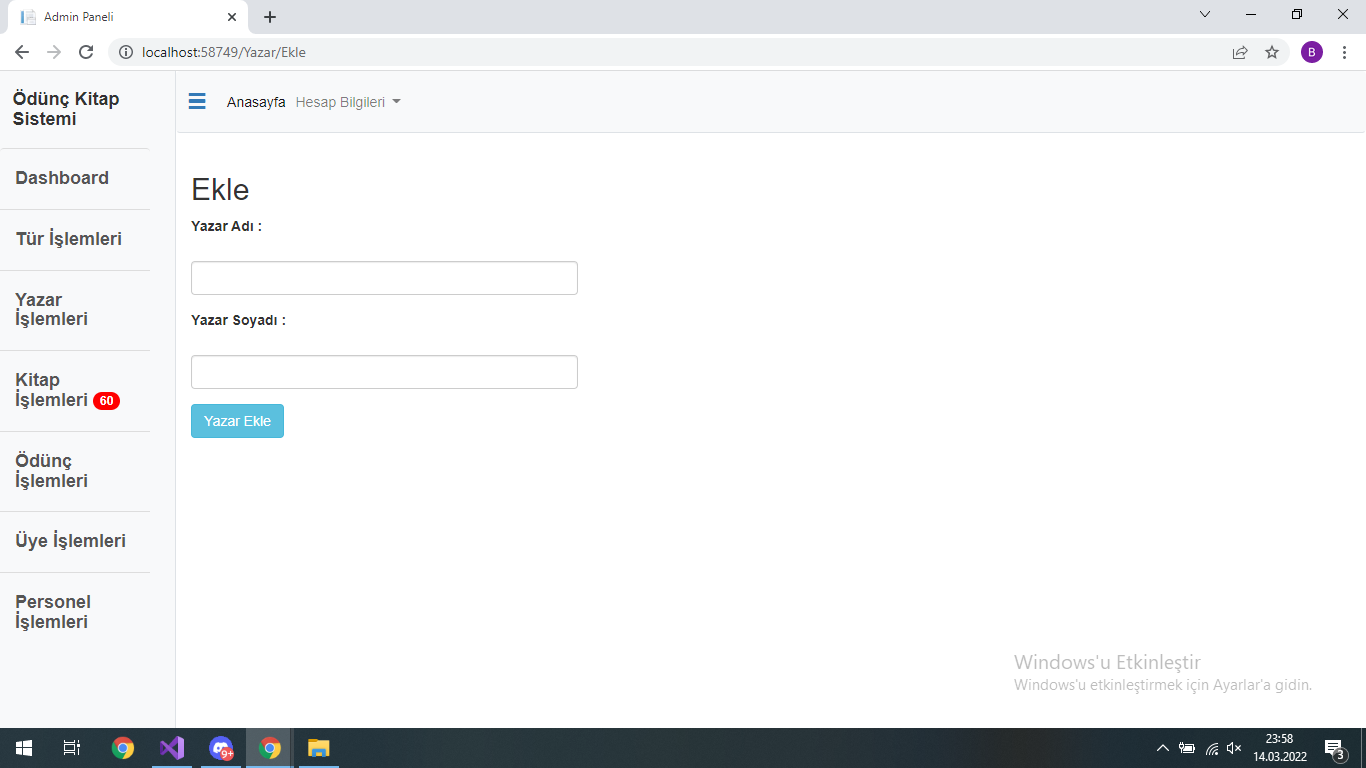 Admin Paneli
localhost:58749/Yazar/Ekle
B
Ödünç Kitap
Sistemi
Anasayfa Hesap Bilgileri
Dashboard
Tür İşlemleri
Yazar
İşlemleri
Kitap
İşlemleri 60
Ödünç
İşlemleri
Üye İşlemleri
Personel
İşlemleri
Ekle
Yazar Adı :
Yazar Soyadı :
Yazar Ekle
Windows'u Etkinleştir
Windows'u etkinleştirmek için Ayarlar'a gidin.
9+
23:58
14.03.2022
3